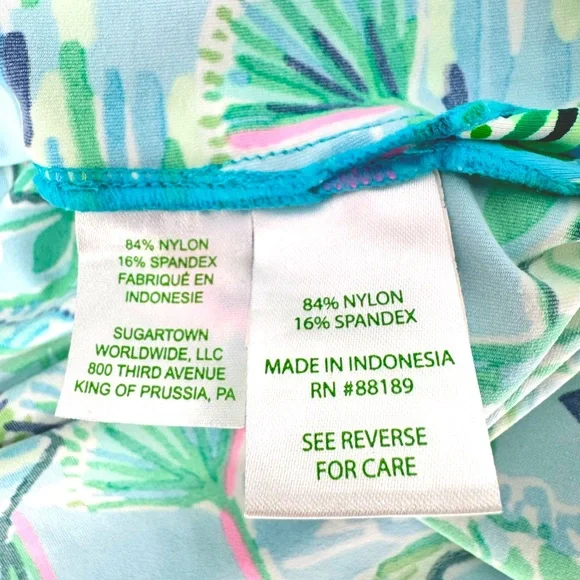 84% NYLON
16% SPANDEX
FABRIQUÉ EN
INDONESIE
SUGARTOWN
WORLDWIDE, LLC
800 THIRD AVENUE
KING OF PRUSSIA, PA
84% NYLON
16% SPANDEX
MADE IN INDONESIA
RN #88189
SEE REVERSE
FOR CARE